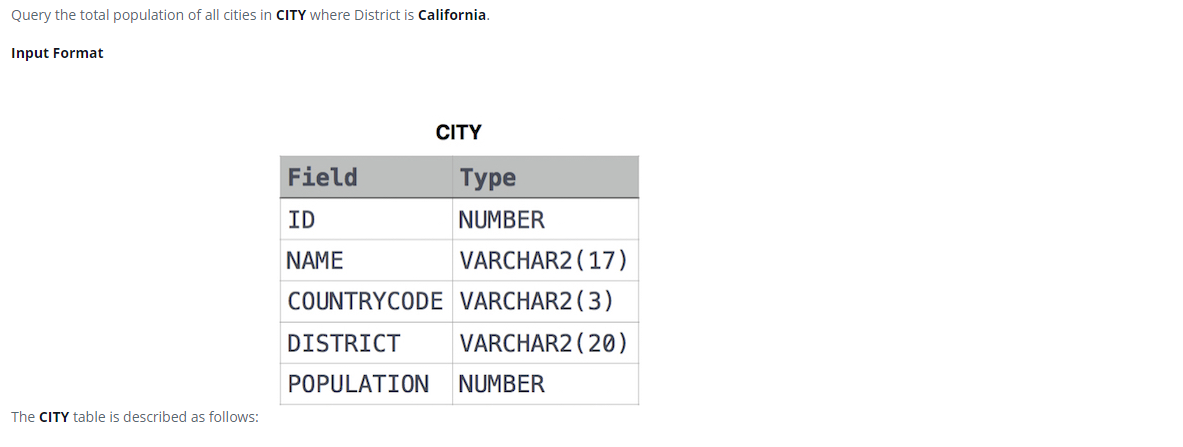 Query the total population of all cities in CITY where District is California.
Input Format
CITY
Field Type
ID NUMBER
NAME VARCHAR2(17)
COUNTRYCODE VARCHAR2(3)
DISTRICT VARCHAR2(20)
POPULATION NUMBER
The CITY table is described as follows: